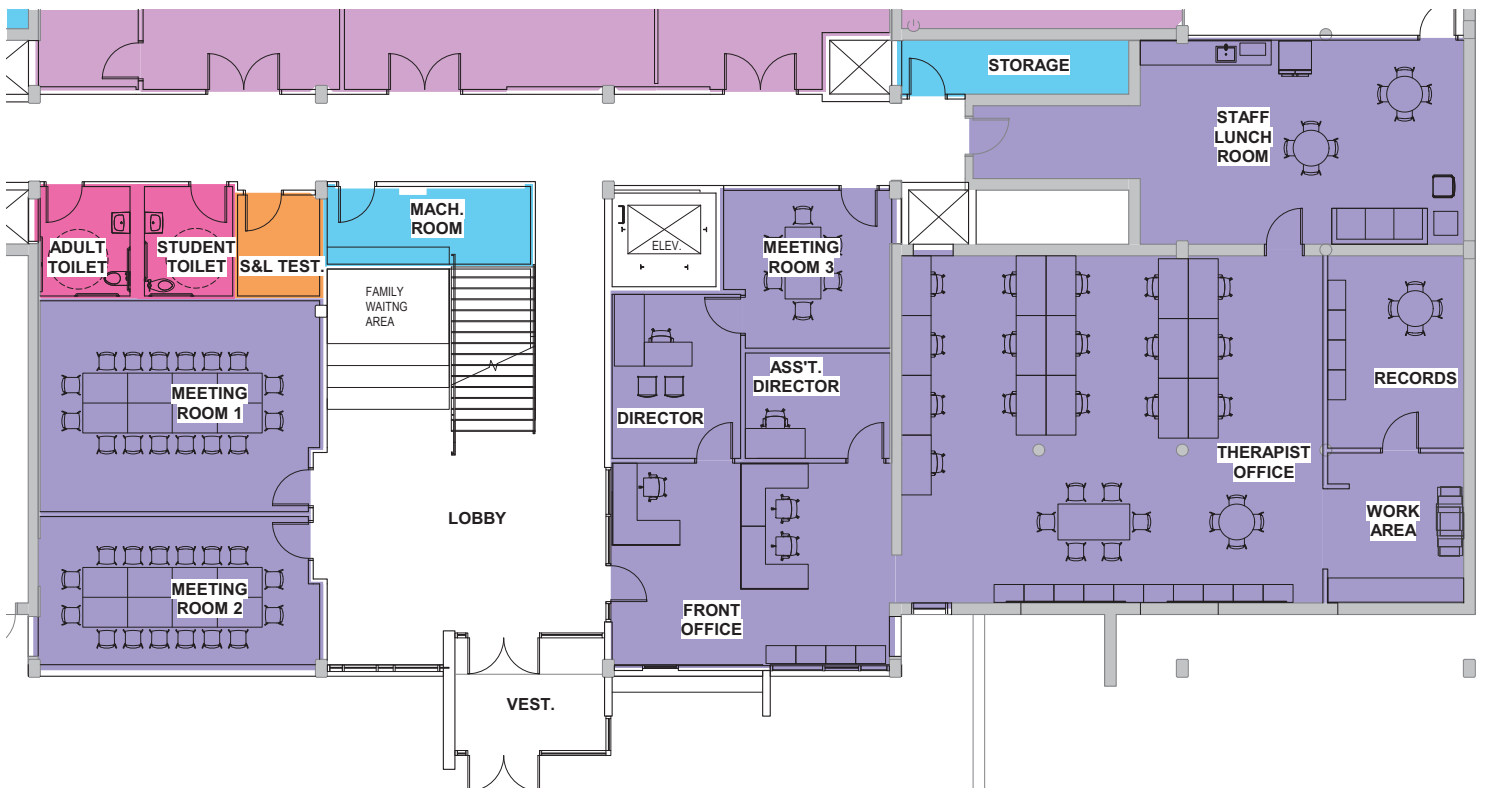 STORAGE
STAFF
LUNCH
ROOM
MACH.
ROOM
ADULT
TOILET
STUDENT
TOILET
S&L TEST.
ELEV.
MEETING
ROOM 3
FAMILY
WAITNG
AREA
MEETING
ROOM 1
ASS'T.
DIRECTOR
DIRECTOR
RECORDS
THERAPIST
OFFICE
LOBBY
WORK
AREA
MEETING
ROOM 2
FRONT
OFFICE
VEST.